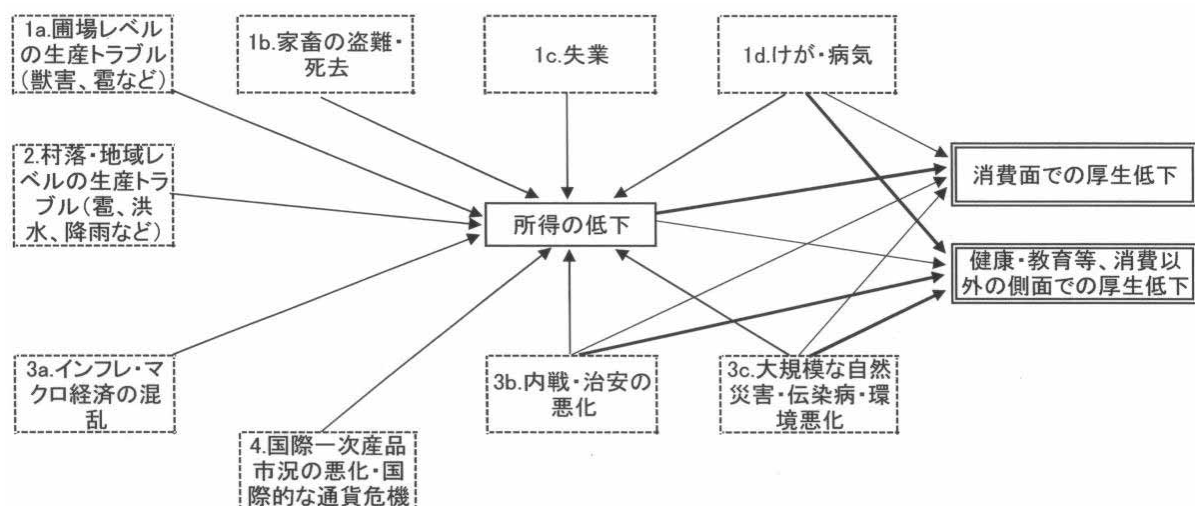 1a.圃場レベル
の生産トラブル
(獣害、雹など)
1b.家畜の盗難・
死去
1c.失業
1d.けが・病気
2.村落・地域レ
ベルの生産トラ
ブル(雹、洪
水、降雨など)
消費面での厚生低下
所得の低下
健康・教育等、消費以
外の側面での厚生低下
3a.インフレ・マ
クロ経済の混
乱
3b.内戦・治安の
悪化
3c.大規模な自然
災害・伝染病・環
境悪化
4.国際一次産品
市況の悪化・国
際的な通貨危機